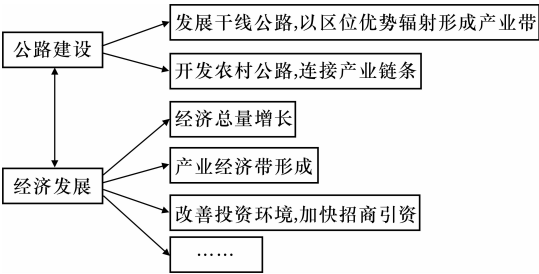 公路建设
发展干线公路,以区位优势辐射形成产业带
开发农村公路,连接产业链条
经济发展
经济总量增长
产业经济带形成
改善投资环境,加快招商引资
……